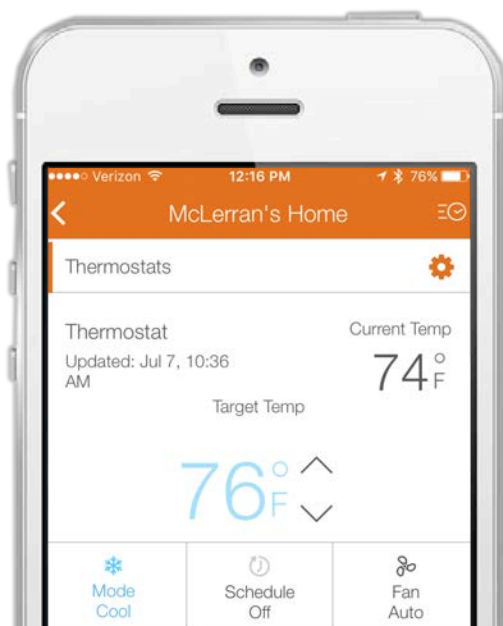 Verizon 12:16 PM 76%
McLerran's Home
Thermostats
Thermostat
Current Temp
Updated: Jul 7, 10:36
AM
74°F
Target Temp
76°F
Mode
Cool
Schedule
Off
Fan
Auto